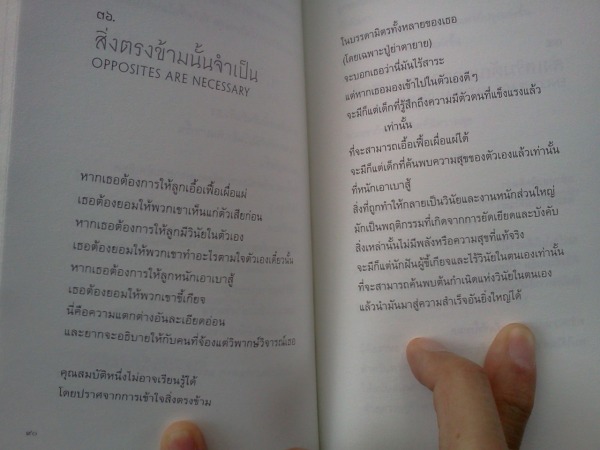 ๓๖.
สิ่งตรงข้ามนั้นจำเป็น
OPPOSITES ARE NECESSARY
หากเธอต้องการให้ลูกเอื้อเฟื้อเผื่อแผ่
เธอต้องยอมให้พวกเขาเห็นแก่ตัวเสียก่อน
หากเธอต้องการให้ลูกมีวินัยในตัวเอง
เธอต้องยอมให้พวกเขาทำอะไรตามใจตัวเองเดี๋ยวนั้น
หากเธอต้องการให้ลูกหนักเอาเบาสู้
เธอต้องยอมให้พวกเขาขี้เกียจ
นี่คือความแตกต่างอันละเอียดอ่อน
และยากจะอธิบายให้กับคนที่จ้องแต่วิพากษ์วิจารณ์เธอ
คุณสมบัติหนึ่งไม่อาจเรียนรู้ได้
โดยปราศจากการเข้าใจสิ่งตรงข้าม
ในบรรดามิตรทั้งหลายของเธอ
(โดยเฉพาะปู่ย่าตายาย)
จะบอกเธอว่านี่มันไร้สาระ
แต่หากเธอมองเข้าไปในตัวเองดีๆ
จะมีก็แต่เด็กที่รู้สึกถึงความมีตัวตนที่แข็งแรงแล้ว
เท่านั้น
ที่จะสามารถเอื้อเฟื้อเผื่อแผ่ได้
จะมีก็แต่เด็กที่ค้นพบความสุขของตัวเองแล้วเท่านั้น
ที่หนักเอาเบาสู้
สิ่งที่ถูกทำให้กลายเป็นวินัยและงานหนักส่วนใหญ่
มักเป็นพฤติกรรมที่เกิดจากการยัดเยียดและบังคับ
สิ่งเหล่านั้นไม่มีพลังหรือความสุขที่แท้จริง
จะมีก็แต่นักฝันผู้ขี้เกียจและไร้วินัยในตนเองเท่านั้น
ที่จะสามารถค้นพบต้นกำเนิดแห่งวินัยในตนเอง
แล้วนำมันมาสู่ความสำเร็จอันยิ่งใหญ่ได้